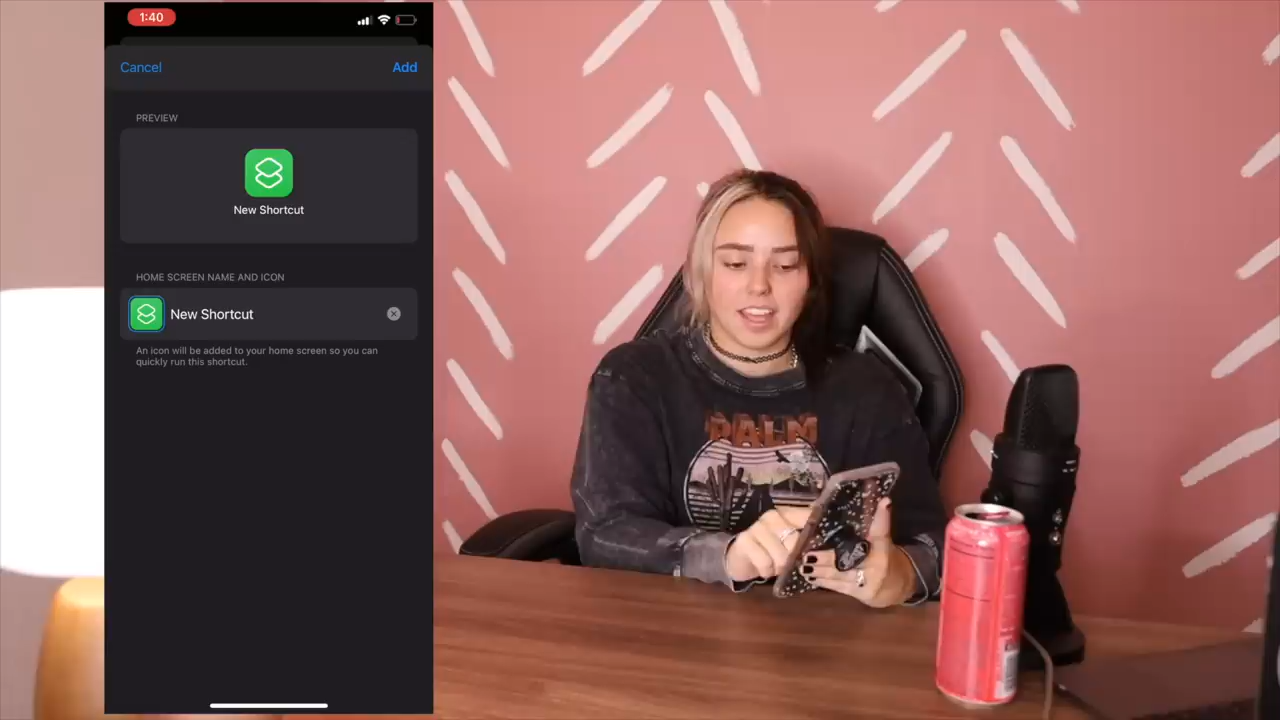 1:40
Cancel
Add
PREVIEW
New Shortcut
HOME SCREEN NAME AND ICON
New Shortcut
An icon will be added to your home screen so you can
quickly run this shortcut.
PALM